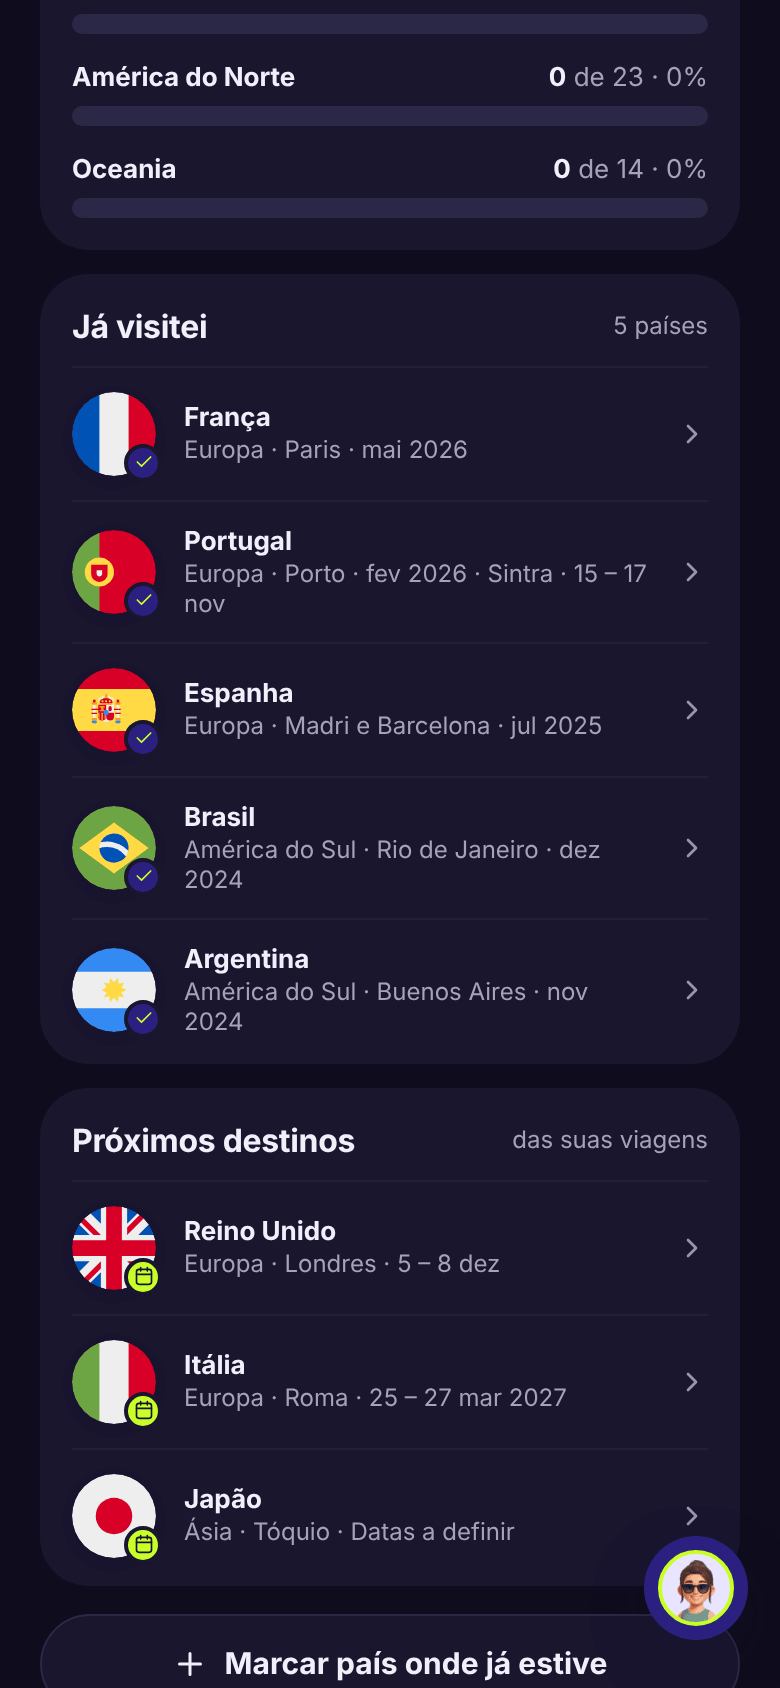 América do Norte
0 de 23 · 0%
Oceania
0 de 14 · 0%
Já visitei
5 países
França
Europa · Paris · mai 2026
Portugal
Europa · Porto · fev 2026 · Sintra · 15 – 17
nov
Espanha
Europa · Madri e Barcelona · jul 2025
Brasil
América do Sul · Rio de Janeiro · dez
2024
Argentina
América do Sul · Buenos Aires · nov
2024
Próximos destinos
das suas viagens
Reino Unido
Europa · Londres · 5 – 8 dez
Itália
Europa · Roma · 25 – 27 mar 2027
Japão
Ásia · Tóquio · Datas a definir
Marcar país onde já estive